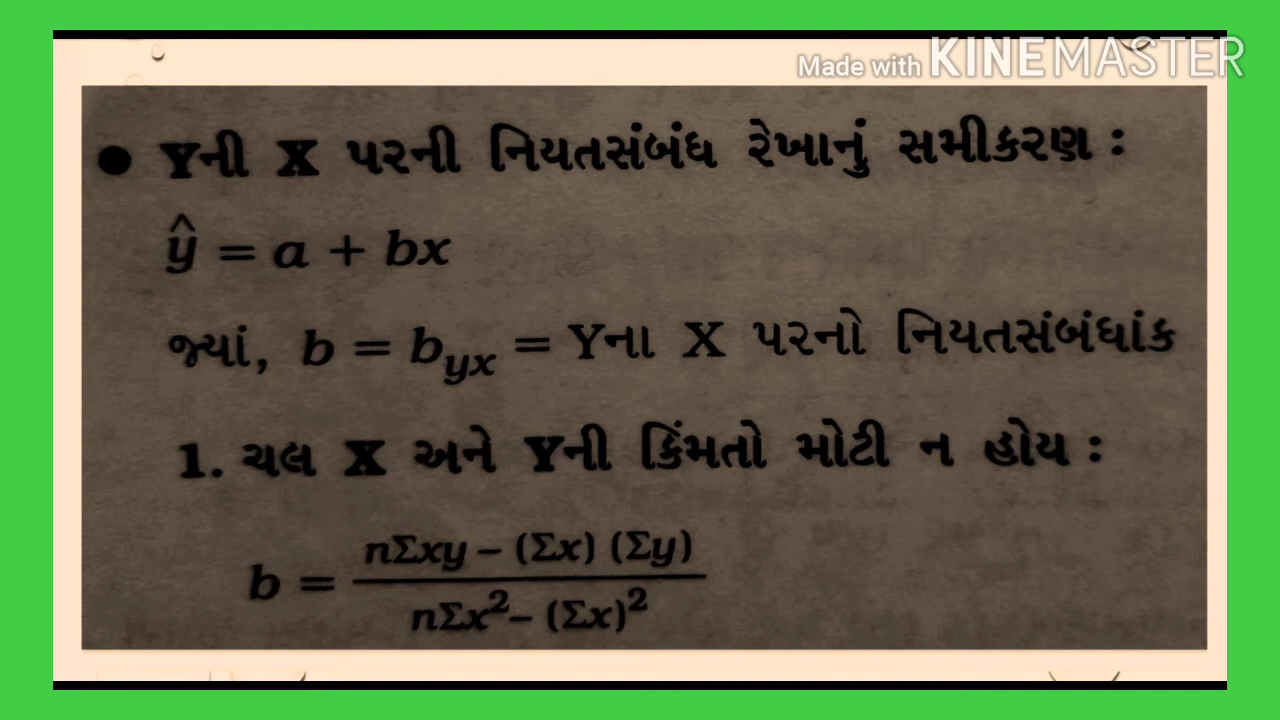 Made with KINEMASTER
● Yની X પરની નિયતસંબંધ રેખાનું સમીકરણ :
ŷ = a + bx
જ્યાં, b = b_yx = Yના X પરનો નિયતસંબંધાંક
1. ચલ X અને Yની કિંમતો મોટી ન હોય :
b = nΣxy – (Σx) (Σy)
nΣx² – (Σx)²